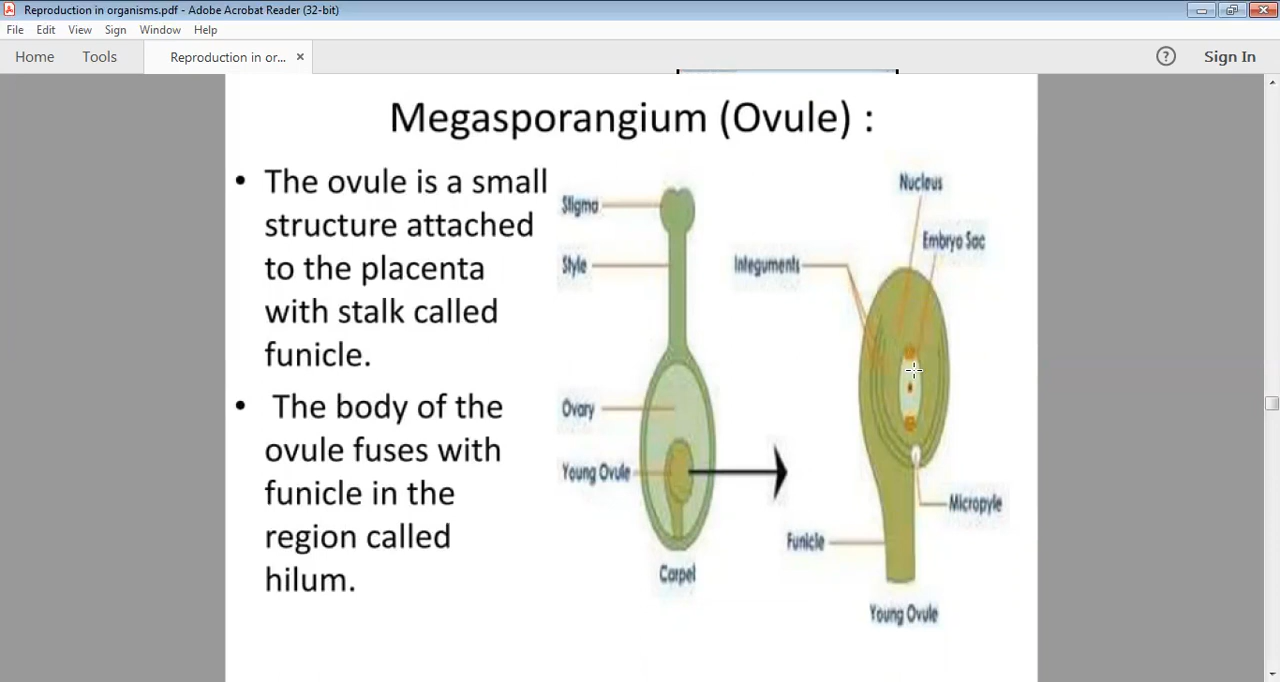 Reproduction in organisms.pdf - Adobe Acrobat Reader (32-bit)
File Edit View Sign Window Help
Home Tools Reproduction in or... × ? Sign In
Megasporangium (Ovule) :
• The ovule is a small
structure attached
to the placenta
with stalk called
funicle.
• The body of the
ovule fuses with
funicle in the
region called
hilum.
Stigma
Style
Ovary
Young Ovule
Carpel
Nucleus
Embryo Sac
Integuments
Micropyle
Funicle
Young Ovule